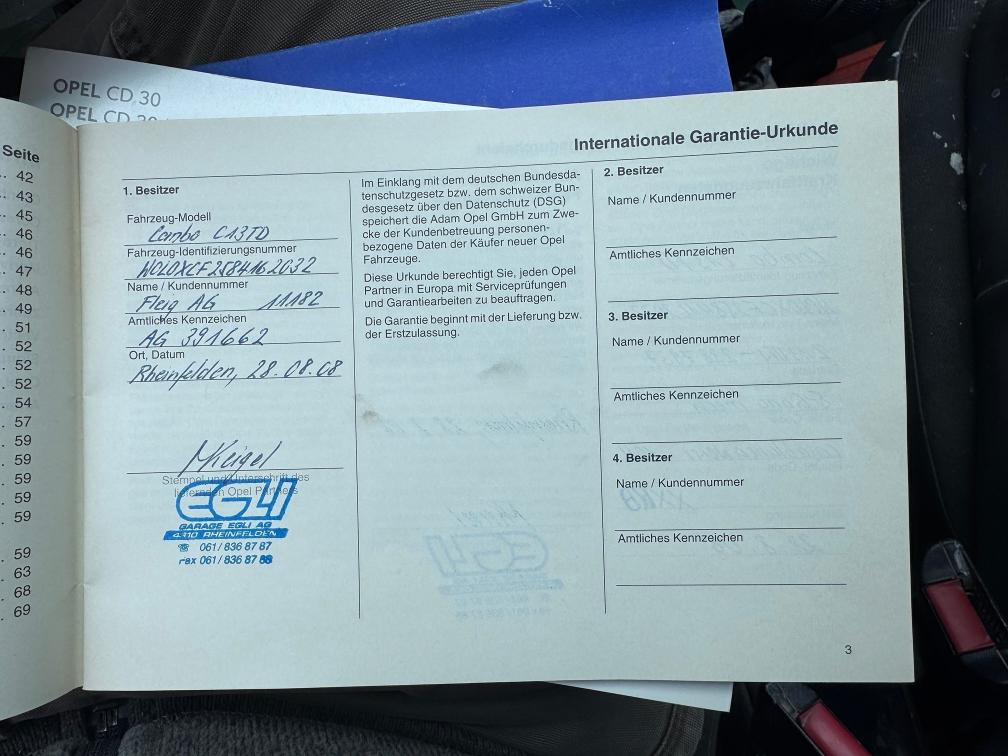 OPEL CD 30
OPEL CD 30
Seite
42
43
45
46
46
47
48
49
51
52
52
52
54
57
59
59
59
59
59
59
63
68
69
Internationale Garantie-Urkunde
1. Besitzer
Fahrzeug-Modell
Combo C13TD
Fahrzeug-Identifizierungsnummer
W0L0XCF2584162032
Name / Kundennummer
Fleig AG 11182
Amtliches Kennzeichen
AG 391662
Ort, Datum
Rheinfelden, 28.08.08
Stempel und Unterschrift des
liefernden Opel Partners
EGLI
GARAGE EGLI AG
4310 RHEINFELDEN
☏ 061/836 87 87
Fax 061/836 87 88
Im Einklang mit dem deutschen Bundesda-
tenschutzgesetz bzw. dem schweizer Bun-
desgesetz über den Datenschutz (DSG)
speichert die Adam Opel GmbH zum Zwe-
cke der Kundenbetreuung personen-
bezogene Daten der Käufer neuer Opel
Fahrzeuge.
Diese Urkunde berechtigt Sie, jeden Opel
Partner in Europa mit Serviceprüfungen
und Garantiearbeiten zu beauftragen.
Die Garantie beginnt mit der Lieferung bzw.
der Erstzulassung.
2. Besitzer
Name / Kundennummer
Amtliches Kennzeichen
3. Besitzer
Name / Kundennummer
Amtliches Kennzeichen
4. Besitzer
Name / Kundennummer
Amtliches Kennzeichen
3